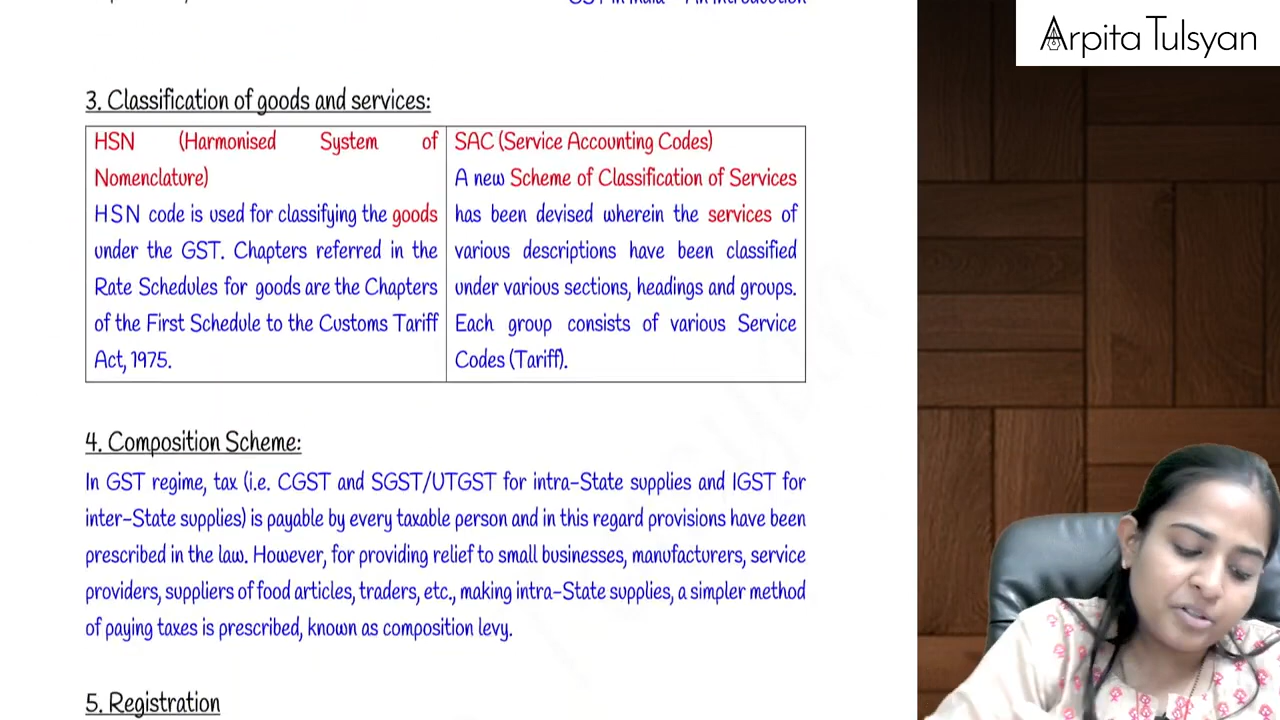 GST in India - An Introduction
Arpita Tulsyan
3. Classification of goods and services:
HSN (Harmonised System of
Nomenclature)
HSN code is used for classifying the goods
under the GST. Chapters referred in the
Rate Schedules for goods are the Chapters
of the First Schedule to the Customs Tariff
Act, 1975.
SAC (Service Accounting Codes)
A new Scheme of Classification of Services
has been devised wherein the services of
various descriptions have been classified
under various sections, headings and groups.
Each group consists of various Service
Codes (Tariff).
4. Composition Scheme:
In GST regime, tax (i.e. CGST and SGST/UTGST for intra-State supplies and IGST for
inter-State supplies) is payable by every taxable person and in this regard provisions have been
prescribed in the law. However, for providing relief to small businesses, manufacturers, service
providers, suppliers of food articles, traders, etc., making intra-State supplies, a simpler method
of paying taxes is prescribed, known as composition levy.
5. Registration